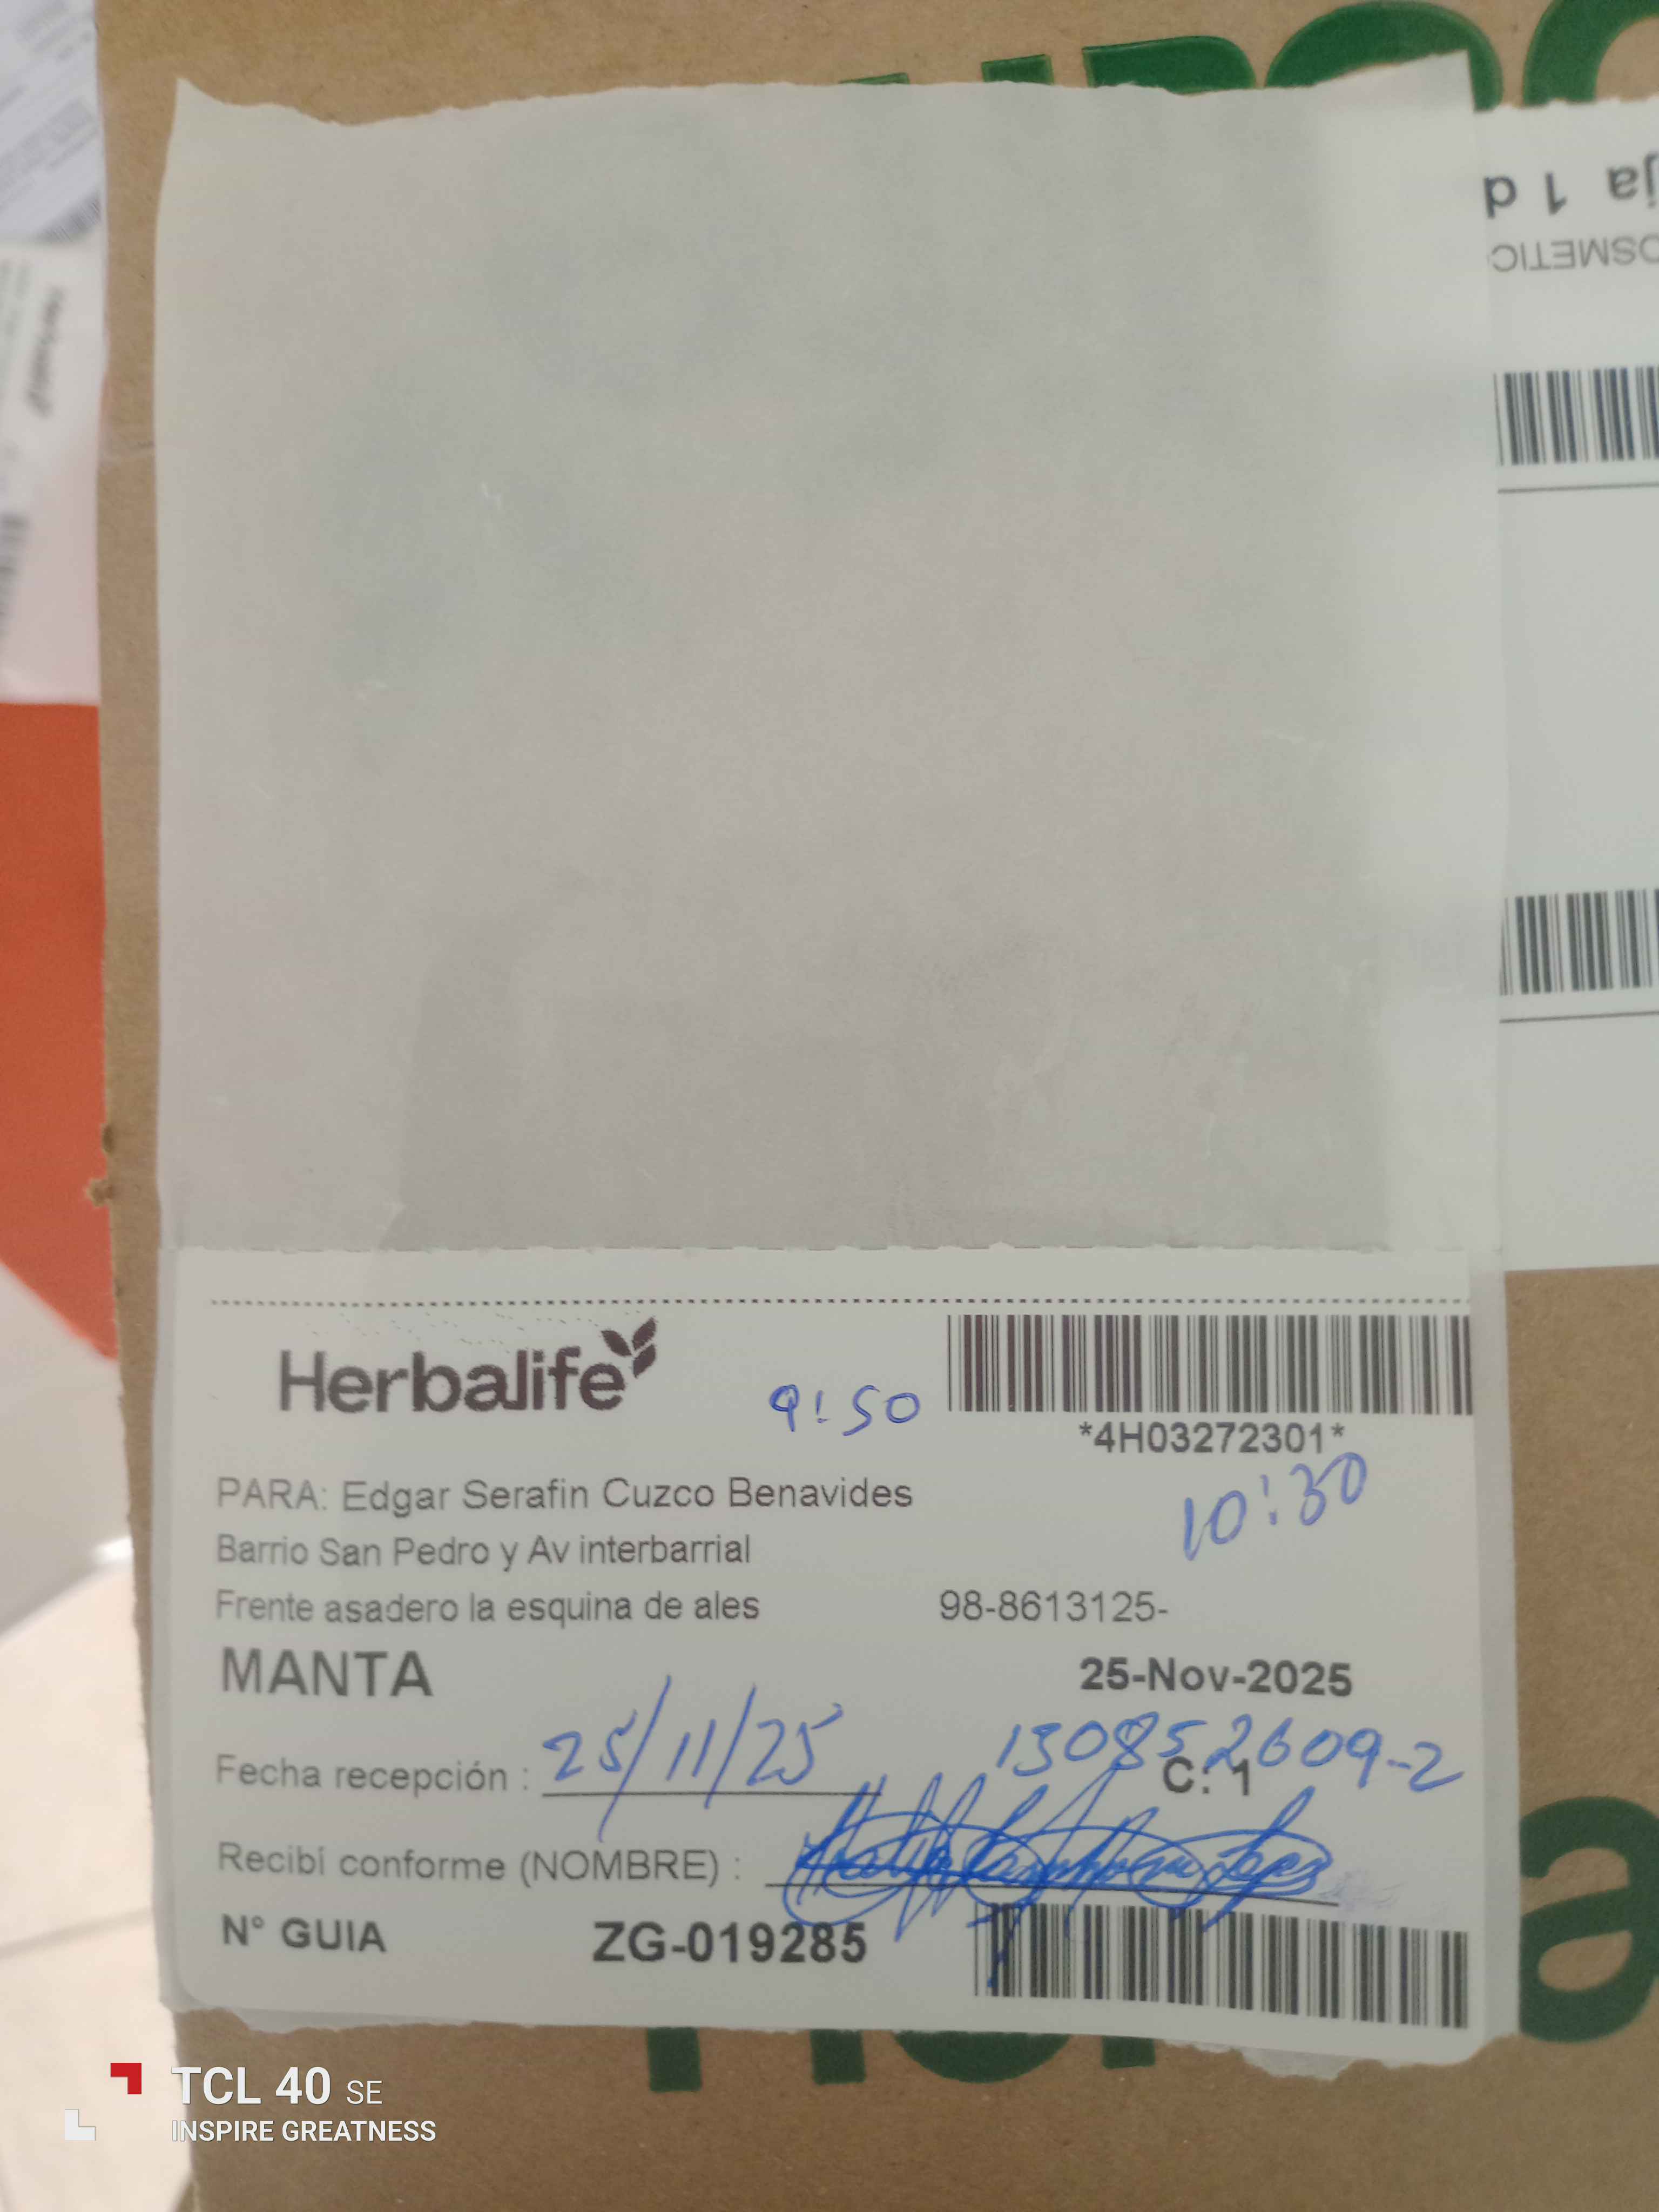 ja 1 d
OSMETIC
Herbalife
9:50
*4H03272301*
PARA: Edgar Serafin Cuzco Benavides
10:30
Barrio San Pedro y Av interbarrial
Frente asadero la esquina de ales 98-8613125-
MANTA 25-Nov-2025
130852609-2
Fecha recepción : 25/11/25 C: 1
Recibí conforme (NOMBRE) :
N° GUIA ZG-019285
TCL 40 SE
INSPIRE GREATNESS